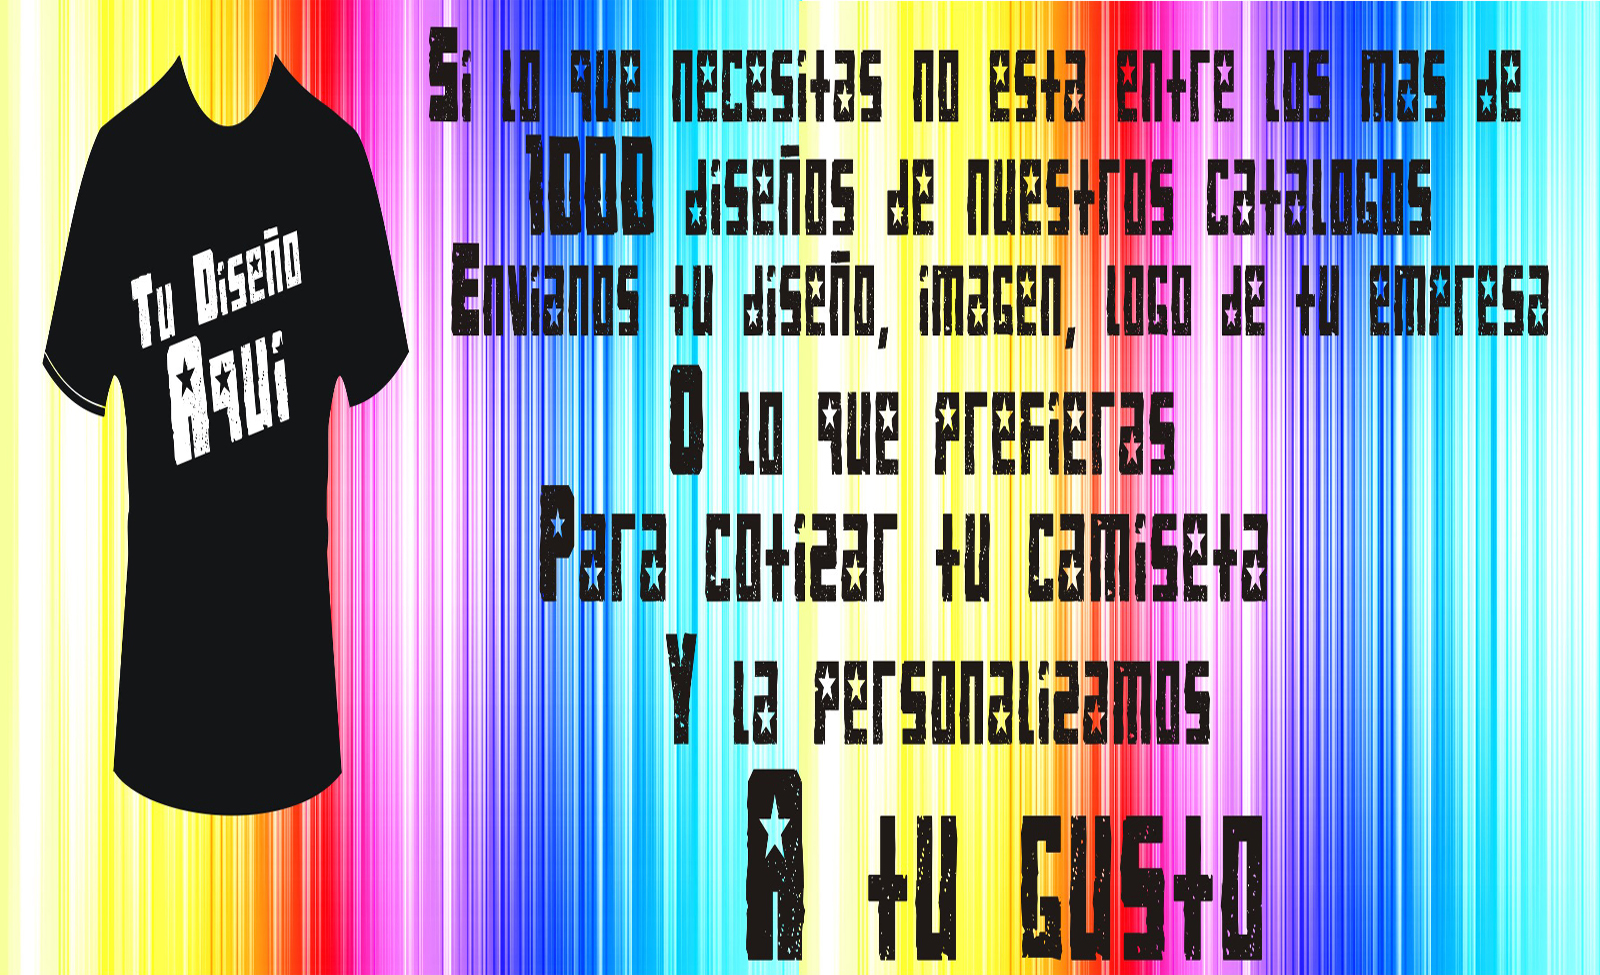 Tu Diseño
Aqui
Si lo que necesitas no esta entre los mas de
1000 diseños de nuestros catalogos
Envianos tu diseño, imagen, logo de tu empresa
O lo que prefieras
Para cotizar tu camiseta
Y la personalizamos
A tu gusto